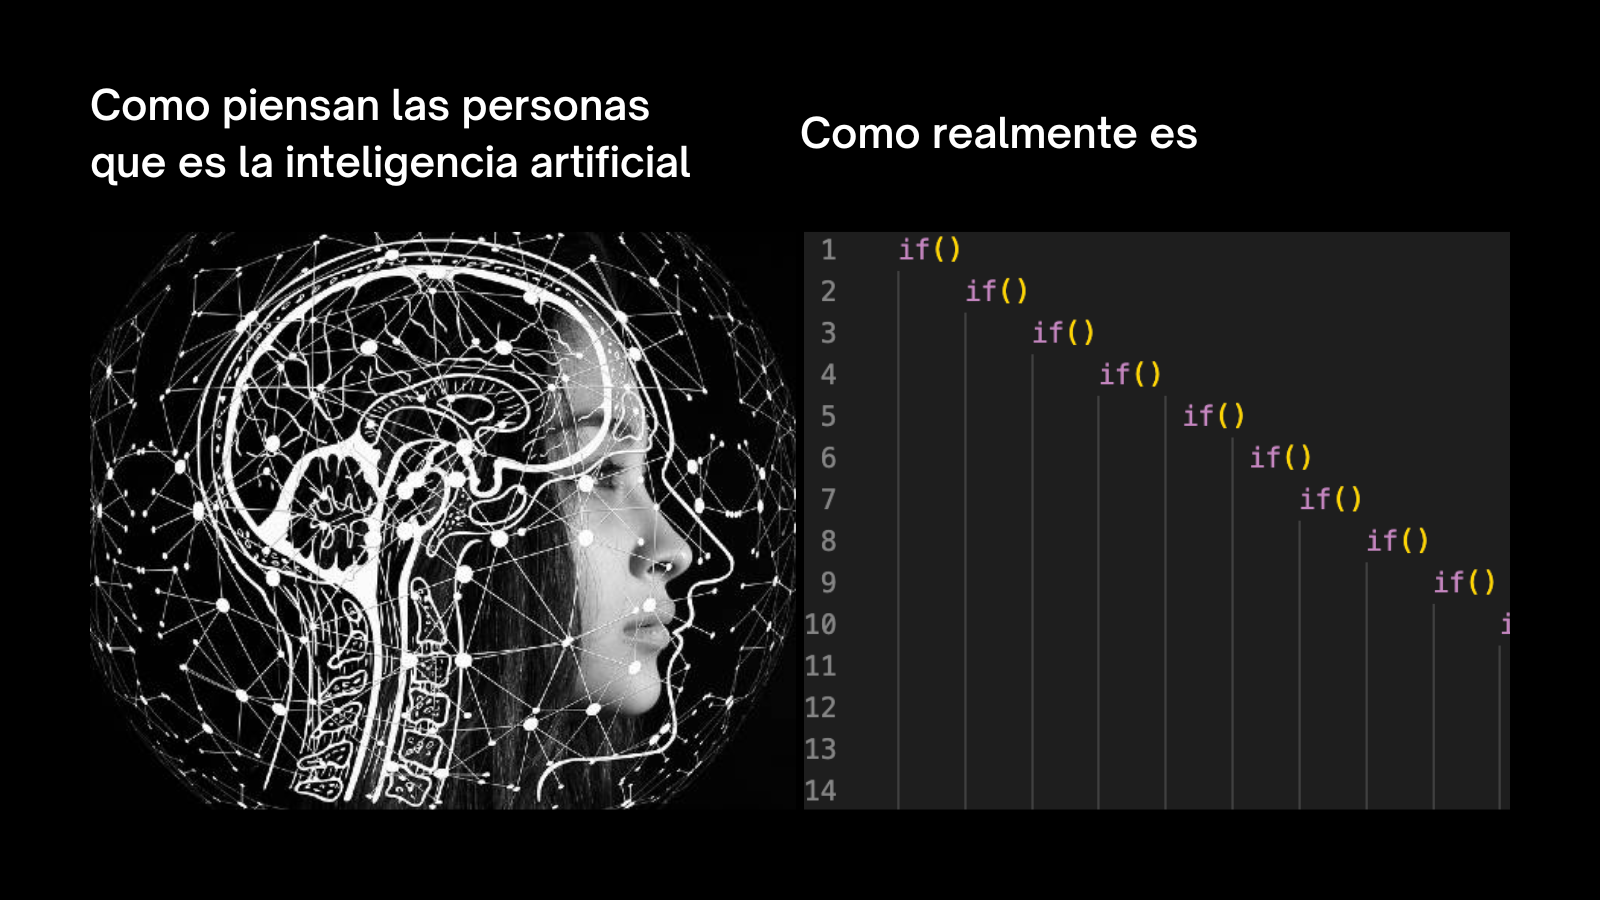 Como piensan las personas
que es la inteligencia artificial
Como realmente es
1 if()
2 if()
3 if()
4 if()
5 if()
6 if()
7 if()
8 if()
9 if()
10 i
11
12
13
14